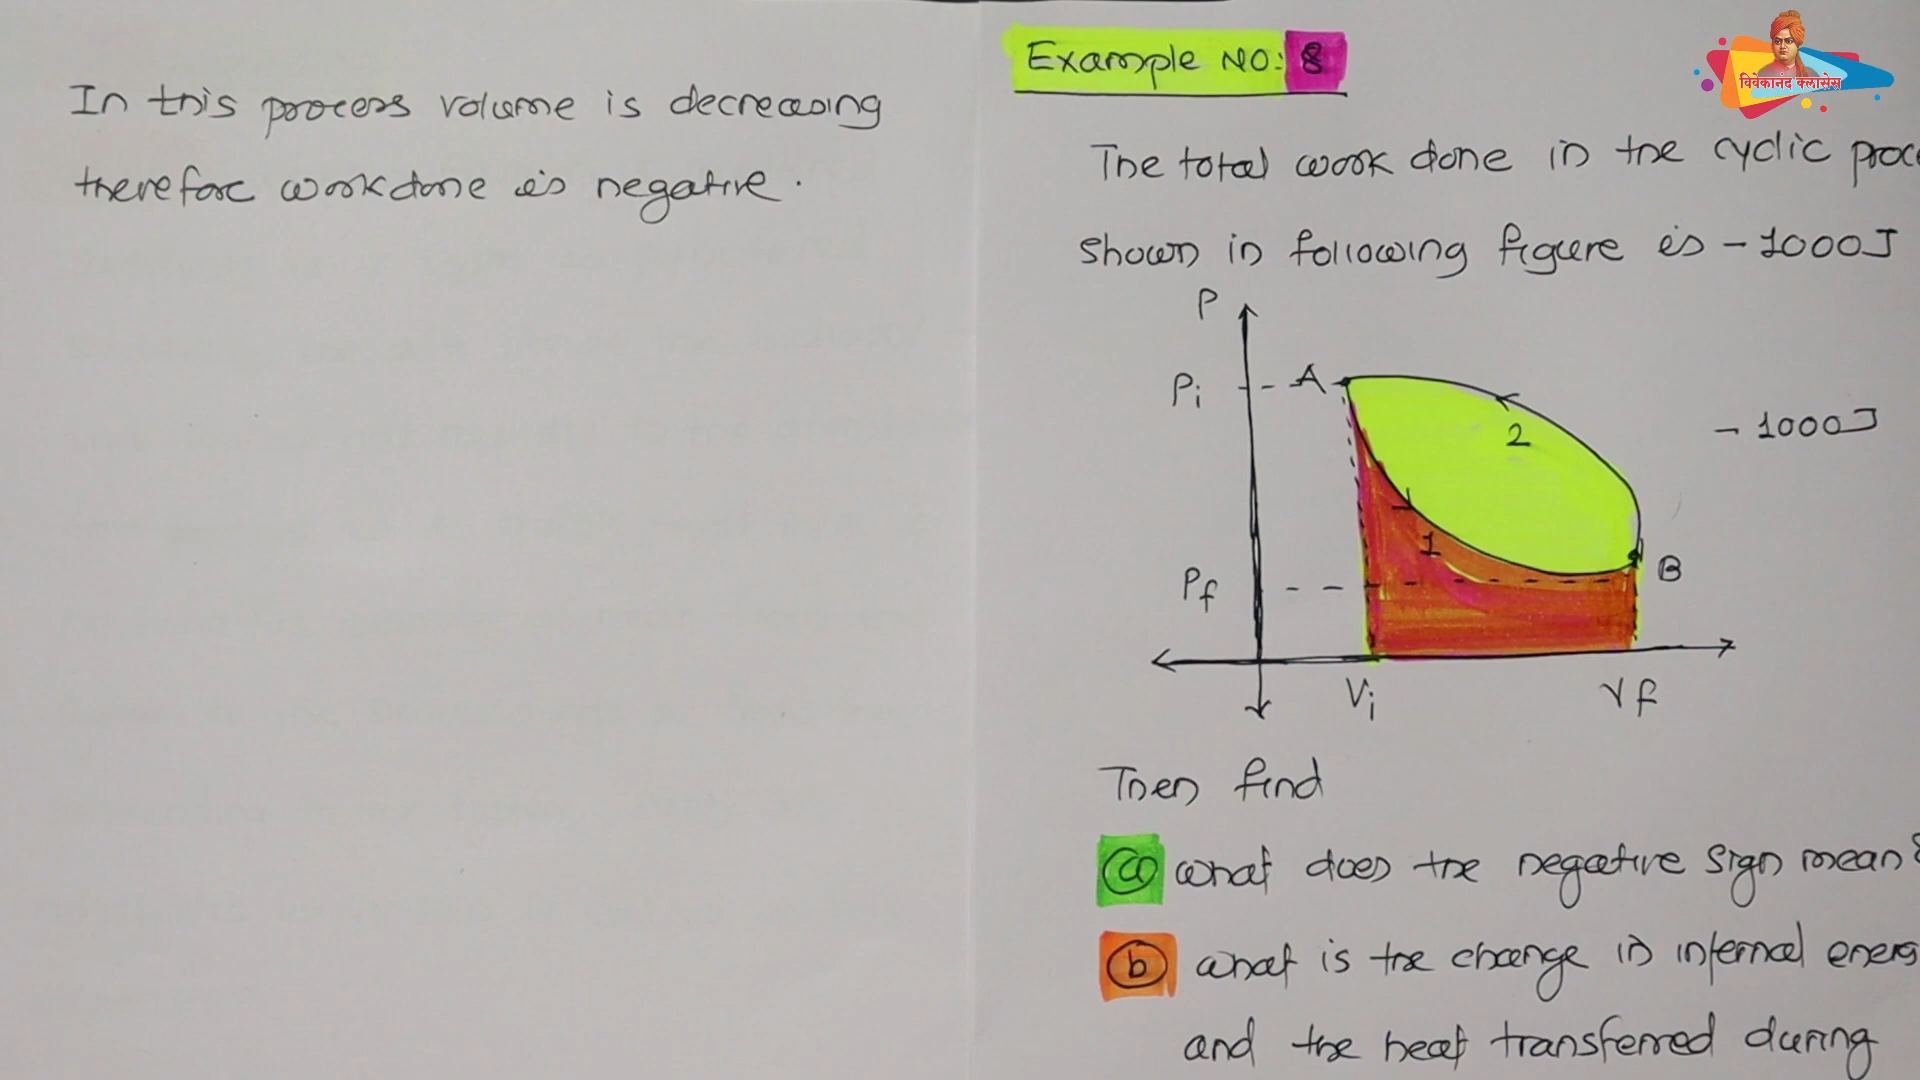 In this process volume is decreasing
therefore workdone is negative.
Example NO: 8
विवेकानंद क्लासेस
The total work done in the cyclic proce
shown in following figure is - 1000J
P
Pi
A
2
- 1000J
1
Pf
B
Vi
Vf
Then find
a what does the negative sign mean?
b what is the change in internal energ
and the heat transferred during